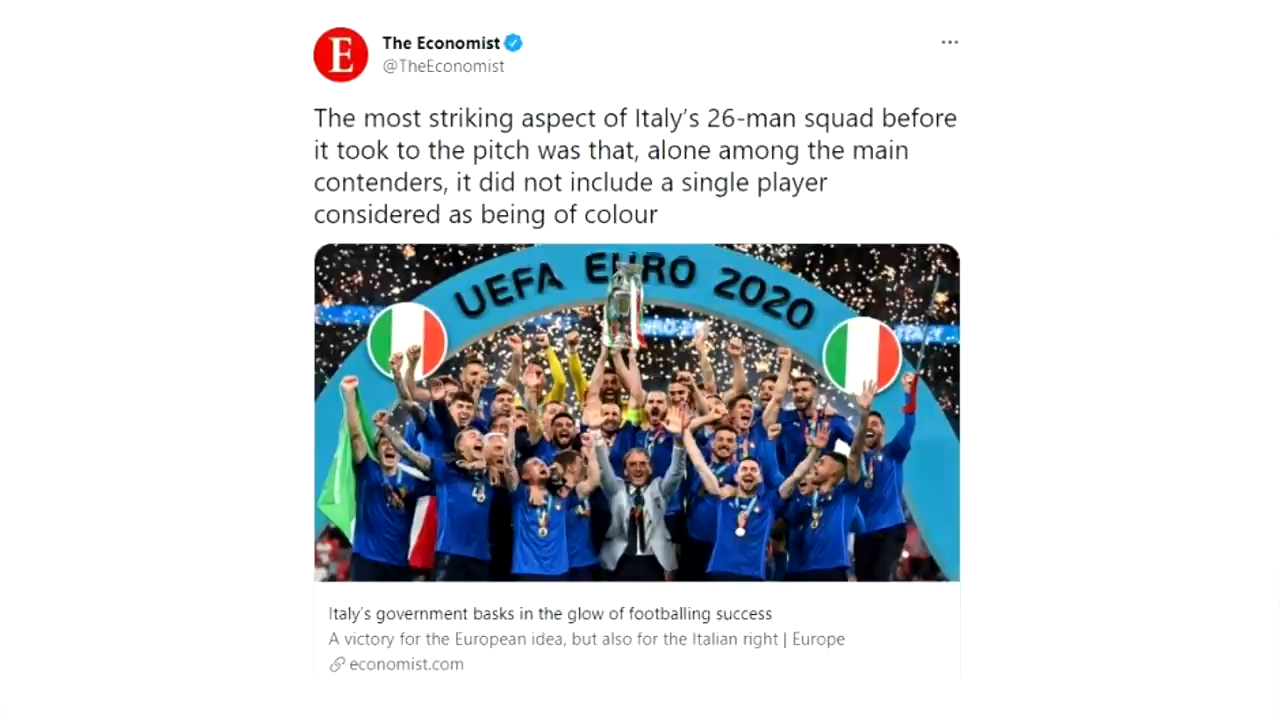 E
The Economist
@TheEconomist
The most striking aspect of Italy's 26-man squad before
it took to the pitch was that, alone among the main
contenders, it did not include a single player
considered as being of colour
UEFA EURO 2020
Italy's government basks in the glow of footballing success
A victory for the European idea, but also for the Italian right | Europe
economist.com